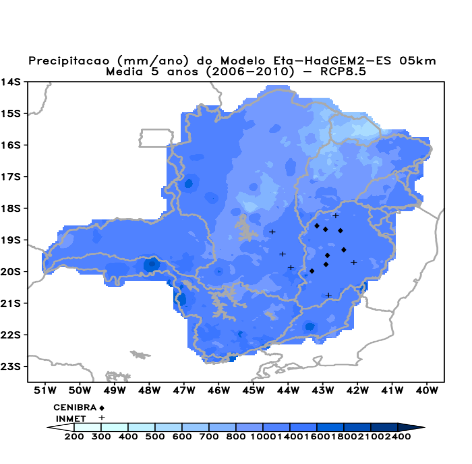 Precipitacao (mm/ano) do Modelo Eta-HadGEM2-ES 05km
Media 5 anos (2006-2010) - RCP8.5
14S
15S
16S
17S
18S
19S
20S
21S
22S
23S
51W 50W 49W 48W 47W 46W 45W 44W 43W 42W 41W 40W
CENIBRA
INMET
200 300 400 500 600 700 800 1000 1400 1600 1800 2100 2400